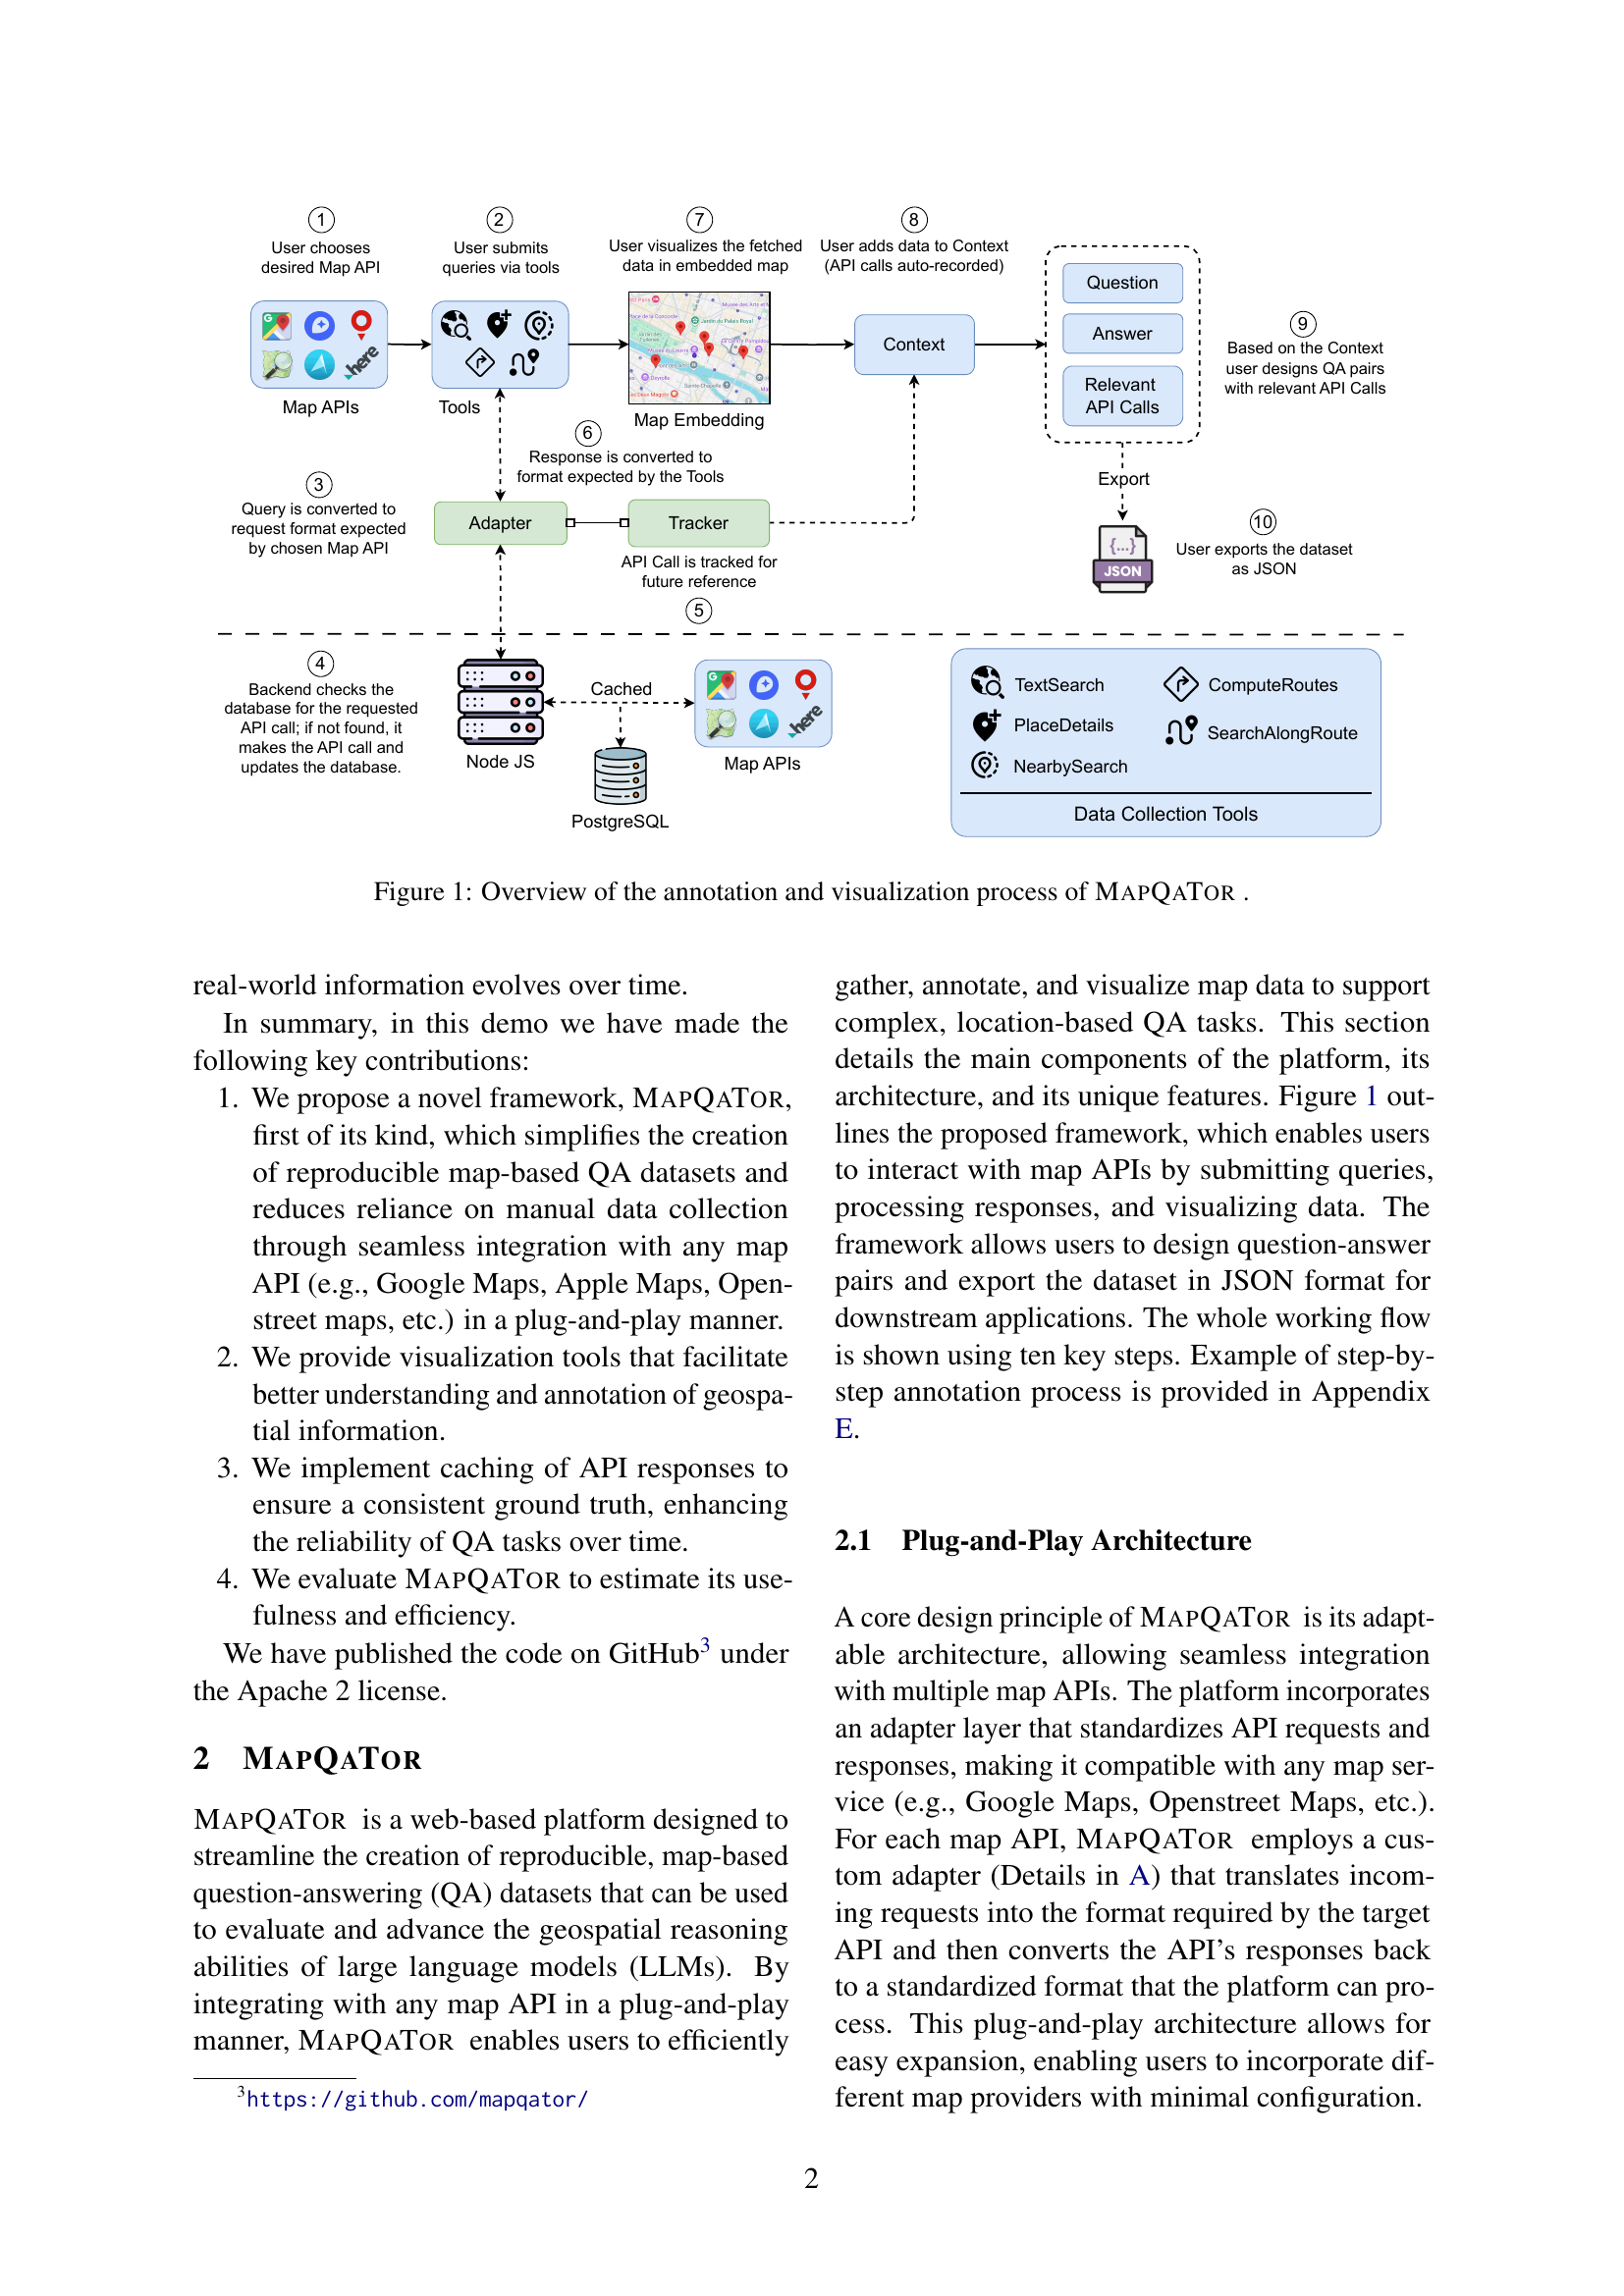 1
User chooses
desired Map API
Map APIs
2
User submits
queries via tools
Tools
7
User visualizes the fetched
data in embedded map
Map Embedding
8
User adds data to Context
(API calls auto-recorded)
Context
Question
Answer
Relevant
API Calls
9
Based on the Context
user designs QA pairs
with relevant API Calls
Export
{...}
JSON
10
User exports the dataset
as JSON
3
Query is converted to
request format expected
by chosen Map API
6
Response is converted to
format expected by the Tools
Adapter
Tracker
API Call is tracked for
future reference
5
4
Backend checks the
database for the requested
API call; if not found, it
makes the API call and
updates the database.
Node JS
Cached
PostgreSQL
here
Map APIs
TextSearch
PlaceDetails
NearbySearch
ComputeRoutes
SearchAlongRoute
Data Collection Tools
Figure 1: Overview of the annotation and visualization process of MAPQATOR .
real-world information evolves over time.
In summary, in this demo we have made the
following key contributions:
1. We propose a novel framework, MAPQATOR,
first of its kind, which simplifies the creation
of reproducible map-based QA datasets and
reduces reliance on manual data collection
through seamless integration with any map
API (e.g., Google Maps, Apple Maps, Open-
street maps, etc.) in a plug-and-play manner.
2. We provide visualization tools that facilitate
better understanding and annotation of geospa-
tial information.
3. We implement caching of API responses to
ensure a consistent ground truth, enhancing
the reliability of QA tasks over time.
4. We evaluate MAPQATOR to estimate its use-
fulness and efficiency.
We have published the code on GitHub3 under
the Apache 2 license.
2 MAPQATOR
MAPQATOR is a web-based platform designed to
streamline the creation of reproducible, map-based
question-answering (QA) datasets that can be used
to evaluate and advance the geospatial reasoning
abilities of large language models (LLMs). By
integrating with any map API in a plug-and-play
manner, MAPQATOR enables users to efficiently
3https://github.com/mapqator/
gather, annotate, and visualize map data to support
complex, location-based QA tasks. This section
details the main components of the platform, its
architecture, and its unique features. Figure 1 out-
lines the proposed framework, which enables users
to interact with map APIs by submitting queries,
processing responses, and visualizing data. The
framework allows users to design question-answer
pairs and export the dataset in JSON format for
downstream applications. The whole working flow
is shown using ten key steps. Example of step-by-
step annotation process is provided in Appendix
E.
2.1 Plug-and-Play Architecture
A core design principle of MAPQATOR is its adapt-
able architecture, allowing seamless integration
with multiple map APIs. The platform incorporates
an adapter layer that standardizes API requests and
responses, making it compatible with any map ser-
vice (e.g., Google Maps, Openstreet Maps, etc.).
For each map API, MAPQATOR employs a cus-
tom adapter (Details in A) that translates incom-
ing requests into the format required by the target
API and then converts the API's responses back
to a standardized format that the platform can pro-
cess. This plug-and-play architecture allows for
easy expansion, enabling users to incorporate dif-
ferent map providers with minimal configuration.
2